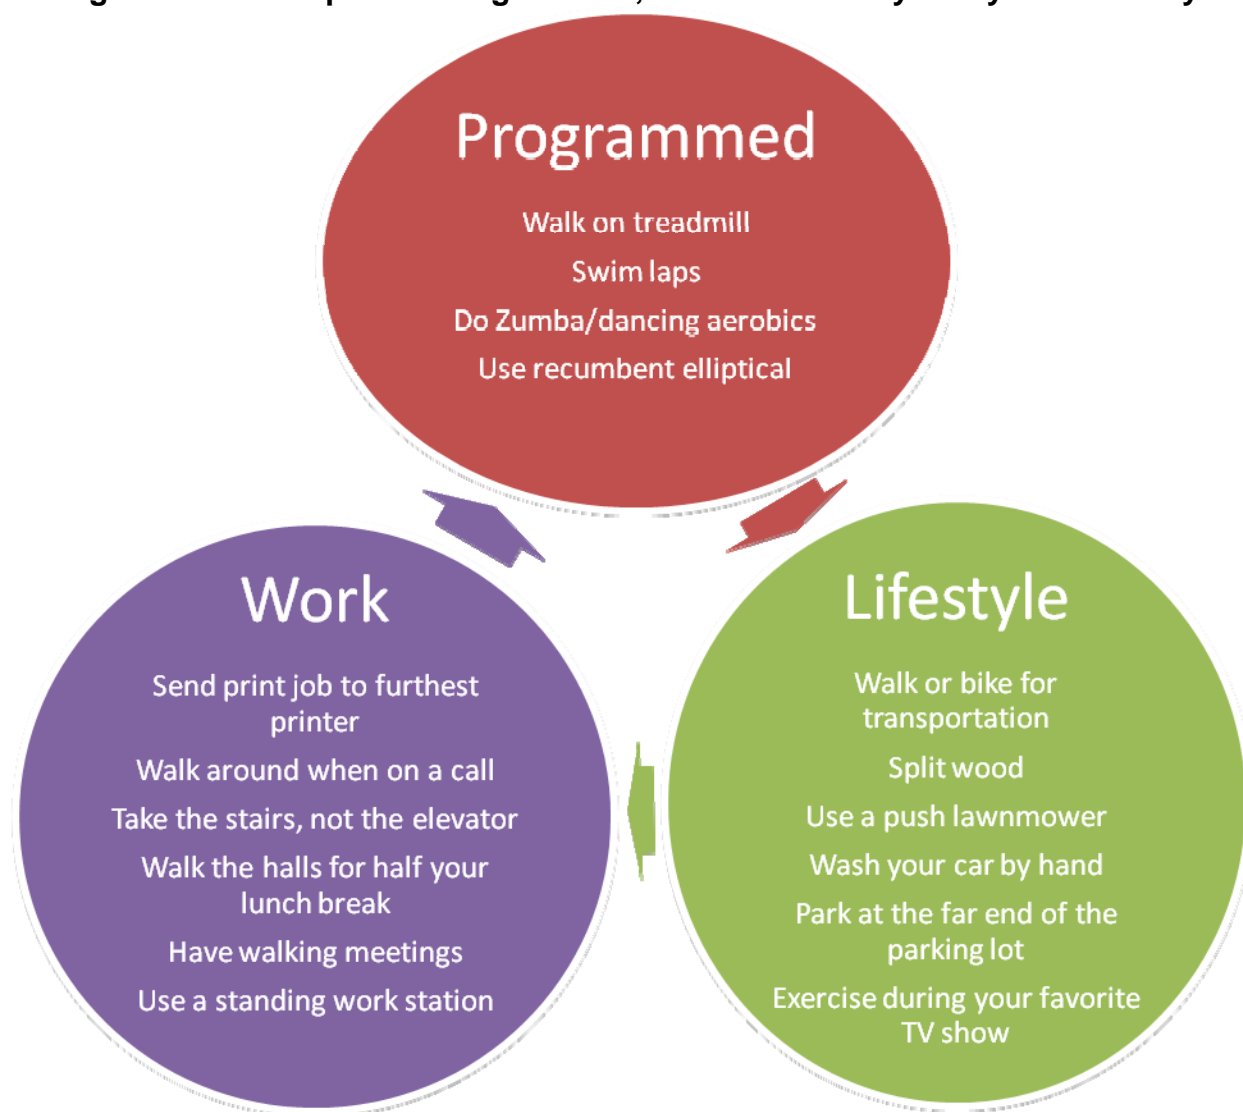 Programmed
Walk on treadmill
Swim laps
Do Zumba/dancing aerobics
Use recumbent elliptical
Work
Send print job to furthest
printer
Walk around when on a call
Take the stairs, not the elevator
Walk the halls for half your
lunch break
Have walking meetings
Use a standing work station
Lifestyle
Walk or bike for
transportation
Split wood
Use a push lawnmower
Wash your car by hand
Park at the far end of the
parking lot
Exercise during your favorite
TV show